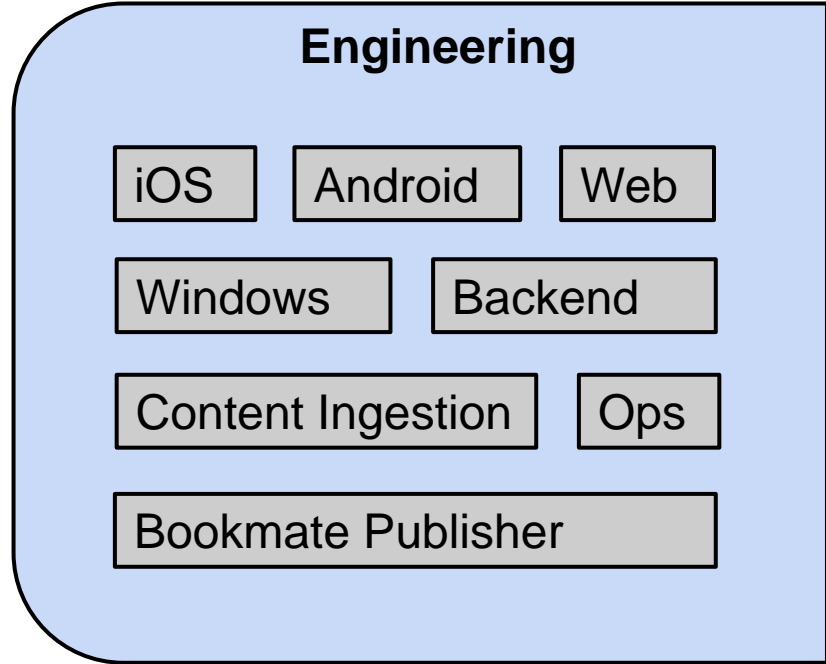 Engineering
iOS Android Web
Windows Backend
Content Ingestion Ops
Bookmate Publisher